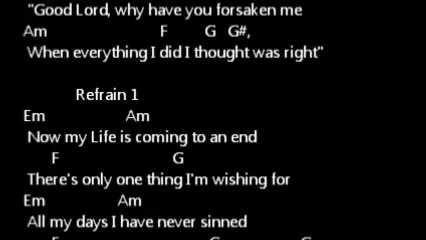 "Good Lord, why have you forsaken me
Am F G G#,
When everything I did I thought was right"
Refrain 1
Em Am
Now my Life is coming to an end
F G
There's only one thing I'm wishing for
Em Am
All my days I have never sinned